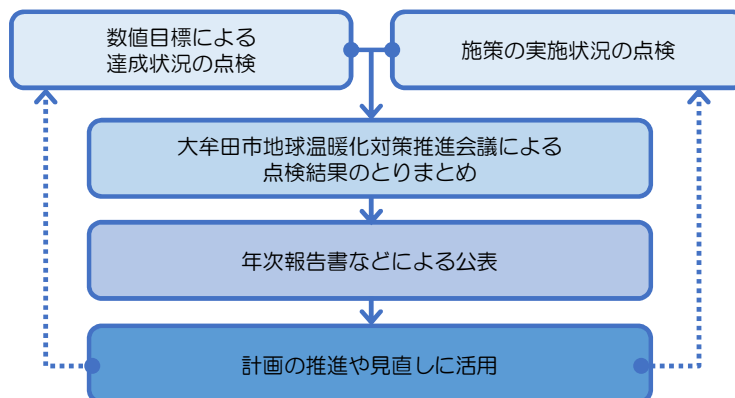 数値目標による
達成状況の点検
施策の実施状況の点検
大牟田市地球温暖化対策推進会議による
点検結果のとりまとめ
年次報告書などによる公表
計画の推進や見直しに活用